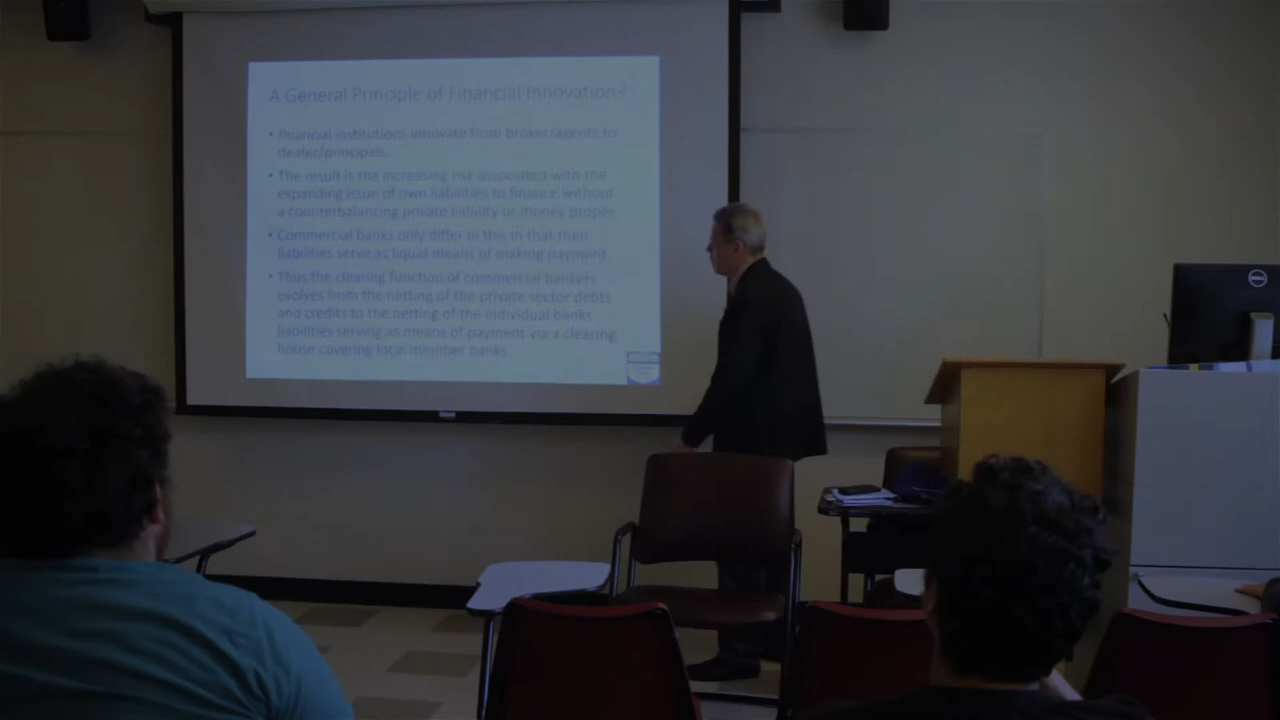 A General Principle of Financial Innovation?
• Financial institutions innovate from broker/agents to
dealer/principals.
• The result is the increasing risk associated with the
expanding issue of own liabilities to finance without
a counterbalancing private liability or money proper.
• Commercial banks only differ in this in that their
liabilities serve as liquid means of making payment
• Thus the clearing function of commercial bankers
evolves from the netting of the private sector debts
and credits to the netting of the individual banks
liabilities serving as means of payment via a clearing
house covering local member banks.
DELL